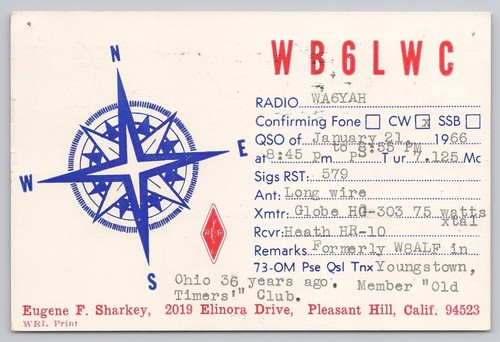 WB6LWC
N
E
W
S
RADIO WA6YAH
Confirming Fone CW x SSB
QSO of January 21 1966
at 8:45 p m. to 8:55 PM T ur 7.125 Mc
Sigs RST: 579
Ant: Long wire
Xmtr: Globe HG-303 75 watts
xtal
Rcvr: Heath HR-10
Remarks Formerly W8ALF in
73-OM Pse Qsl Tnx Youngstown,
Ohio 36 years ago. Member "Old
Timers'" Club.
Eugene F. Sharkey, 2019 Elinora Drive, Pleasant Hill, Calif. 94523
WRL Print